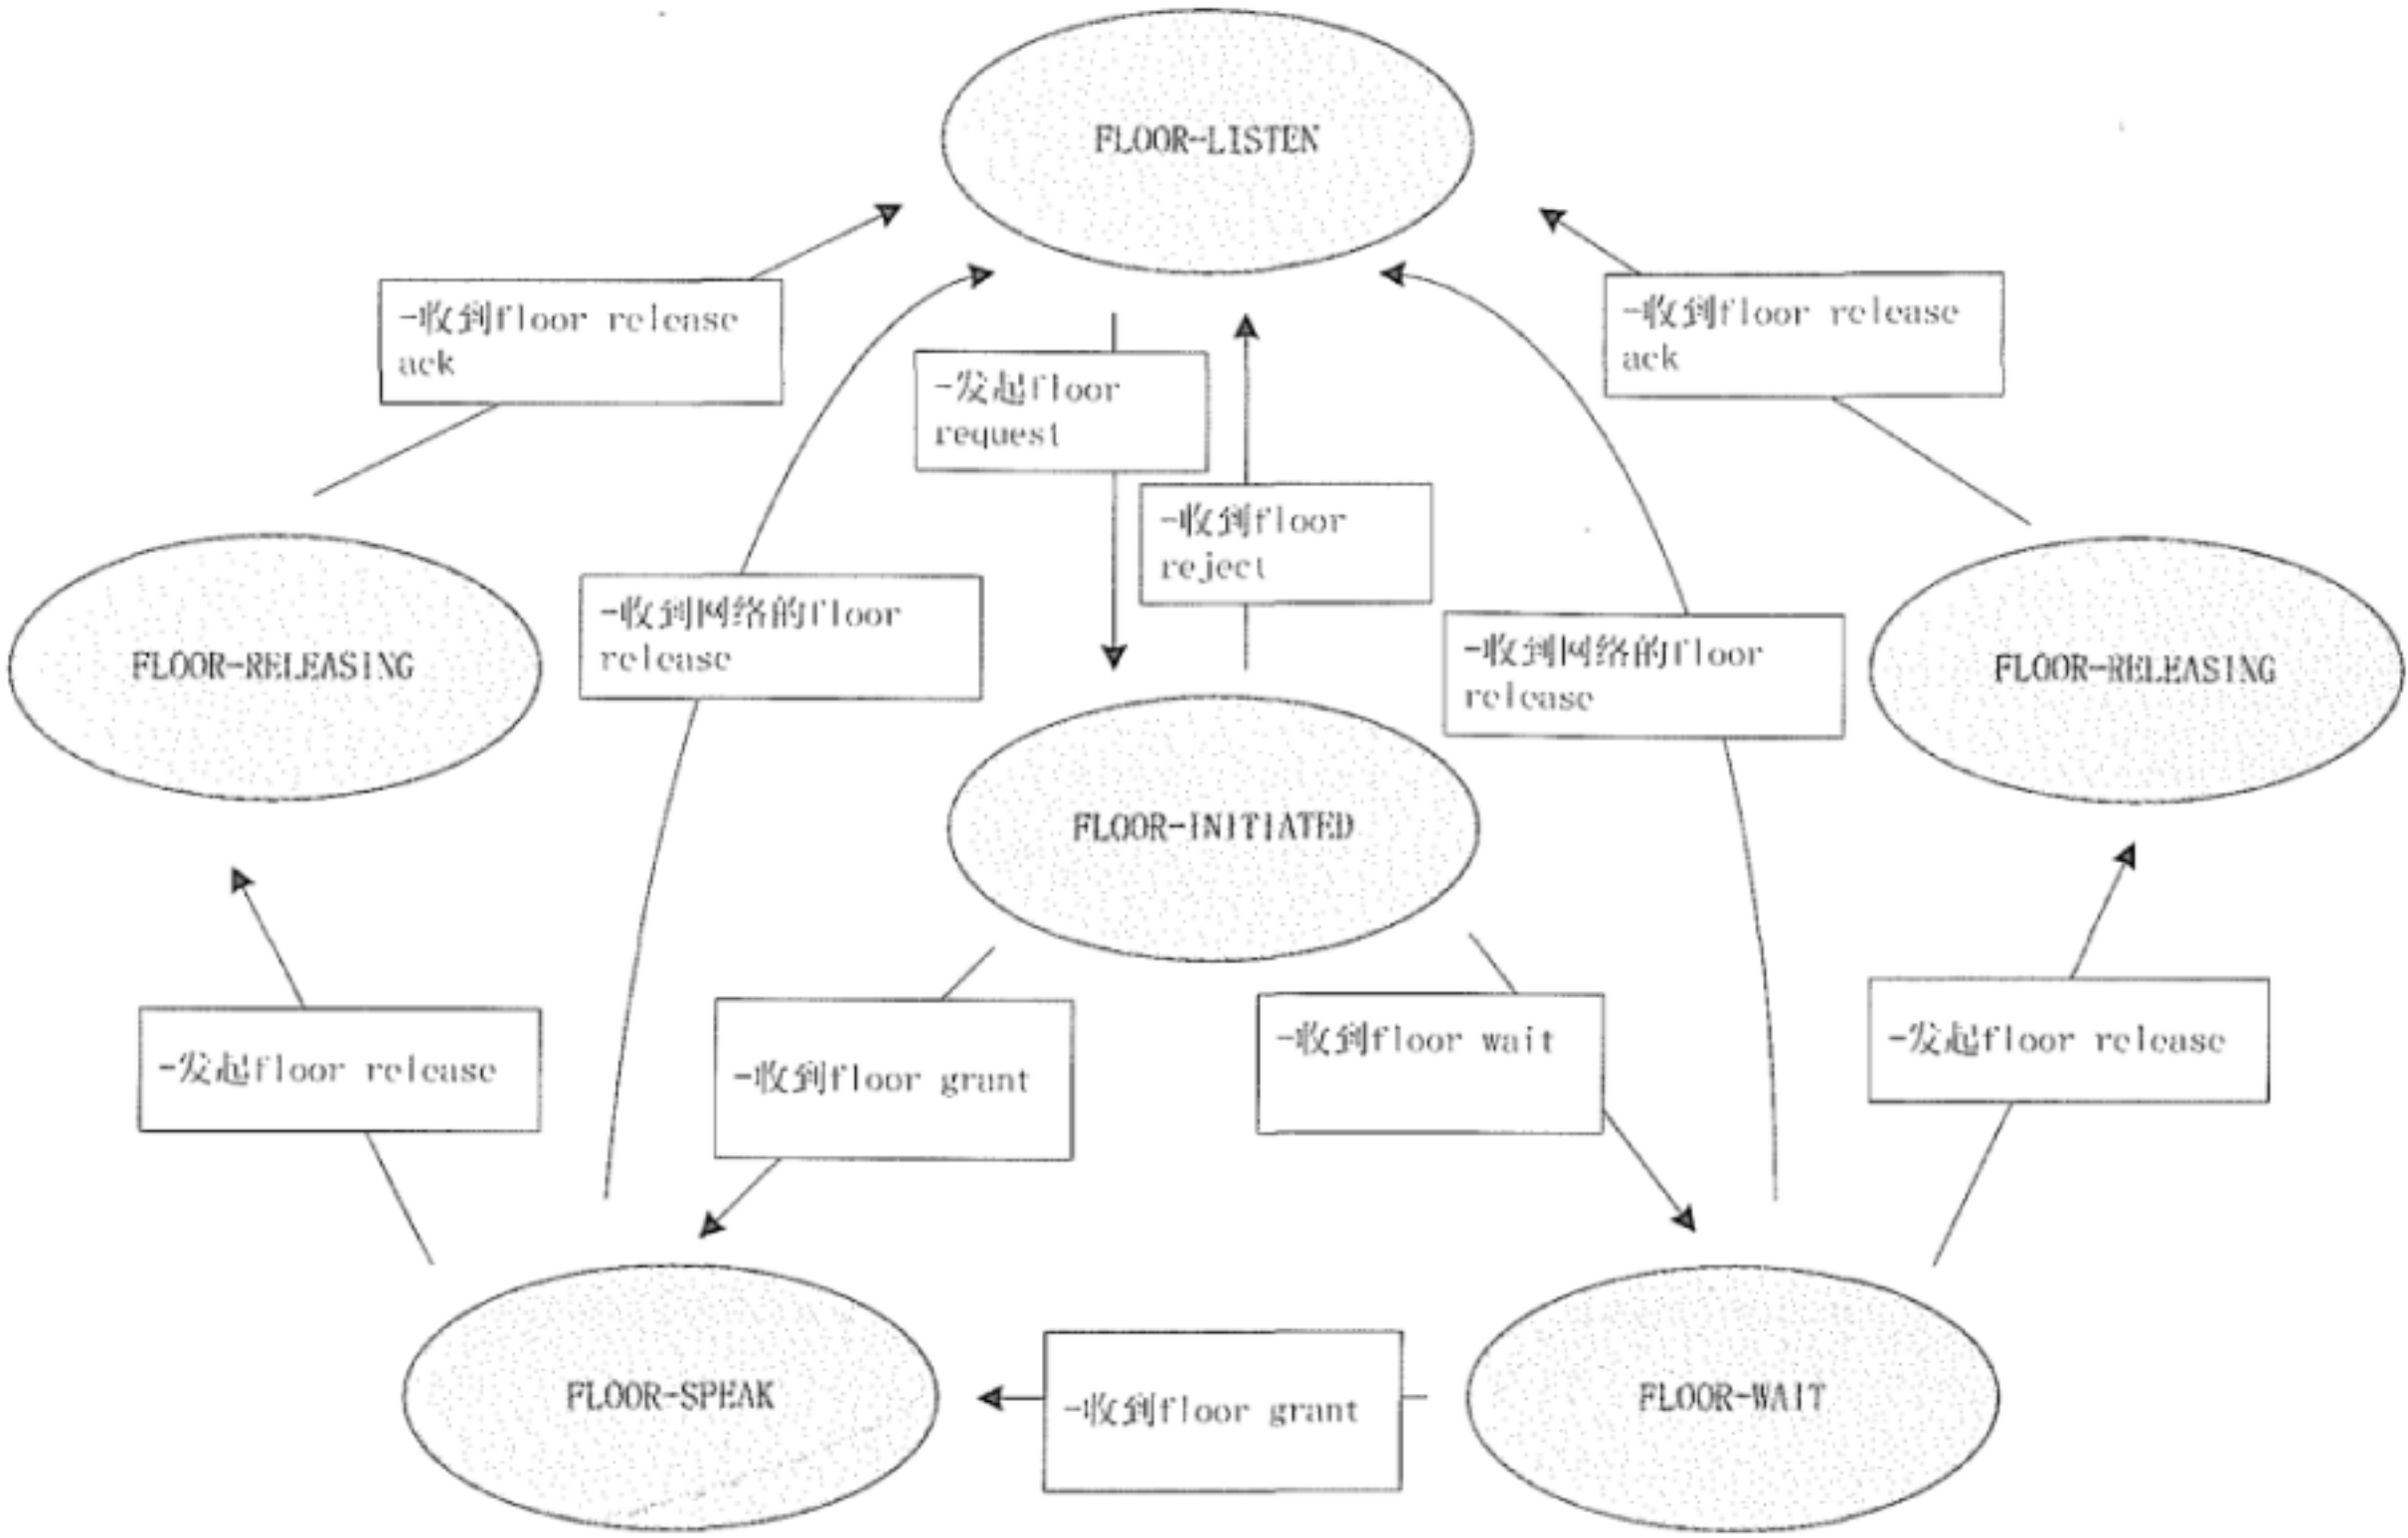 FLOOR-LISTEN
-收到floor release
ack
-收到floor release
ack
-发起floor
request
-收到floor
reject
-收到网络的floor
release
-收到网络的floor
release
FLOOR-RELEASING
FLOOR-RELEASING
FLOOR-INITIATED
-发起floor release
-收到floor grant
-收到floor wait
-发起floor release
FLOOR-SPEAK
-收到floor grant
FLOOR-WAIT